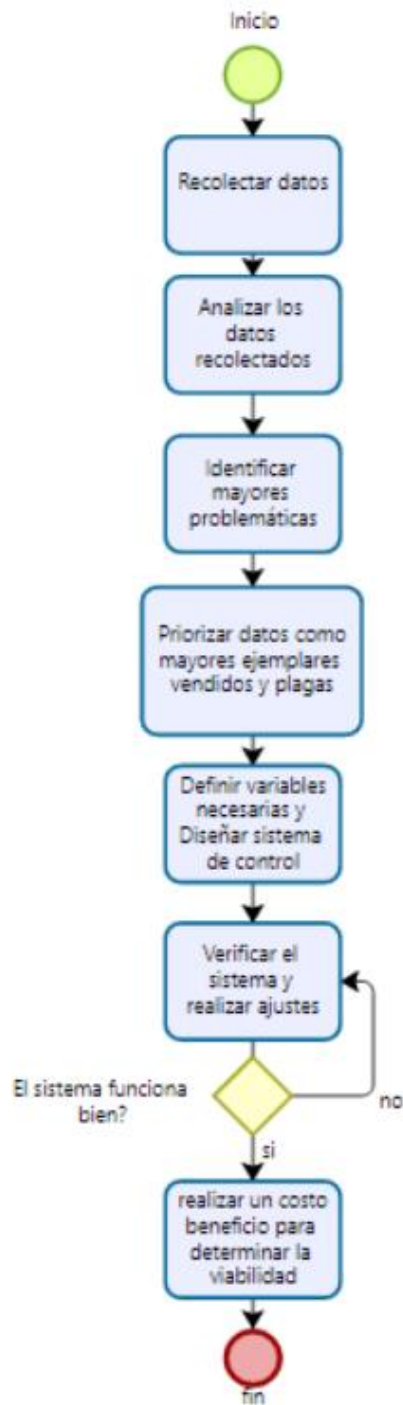 Inicio
Recolectar datos
Analizar los
datos
recolectados
Identificar
mayores
problemáticas
Priorizar datos como
mayores ejemplares
vendidos y plagas
Definir variables
necesarias y
Diseñar sistema
de control
Verificar el
sistema y
realizar ajustes
El sistema funciona
bien?
no
si
realizar un costo
beneficio para
determinar la
viabilidad
fin